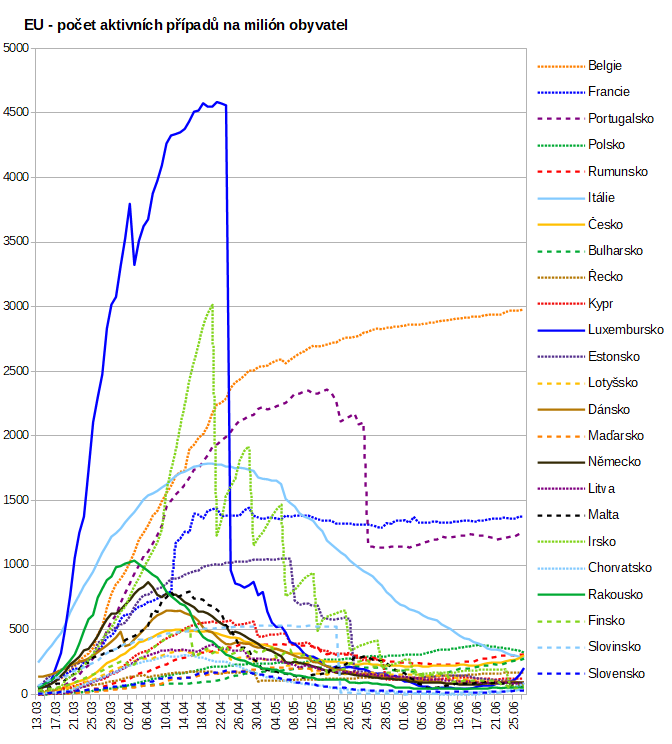 EU - počet aktivních případů na milión obyvatel
5000
4500
4000
3500
3000
2500
2000
1500
1000
500
0
13.03
17.03
21.03
25.03
29.03
02.04
06.04
10.04
14.04
18.04
22.04
26.04
30.04
04.05
08.05
12.05
16.05
20.05
24.05
28.05
01.06
05.06
09.06
13.06
17.06
21.06
25.06
Belgie
Francie
Portugalsko
Polsko
Rumunsko
Itálie
Česko
Bulharsko
Řecko
Kypr
Luxembursko
Estonsko
Lotyšsko
Dánsko
Maďarsko
Německo
Litva
Malta
Irsko
Chorvatsko
Rakousko
Finsko
Slovinsko
Slovensko